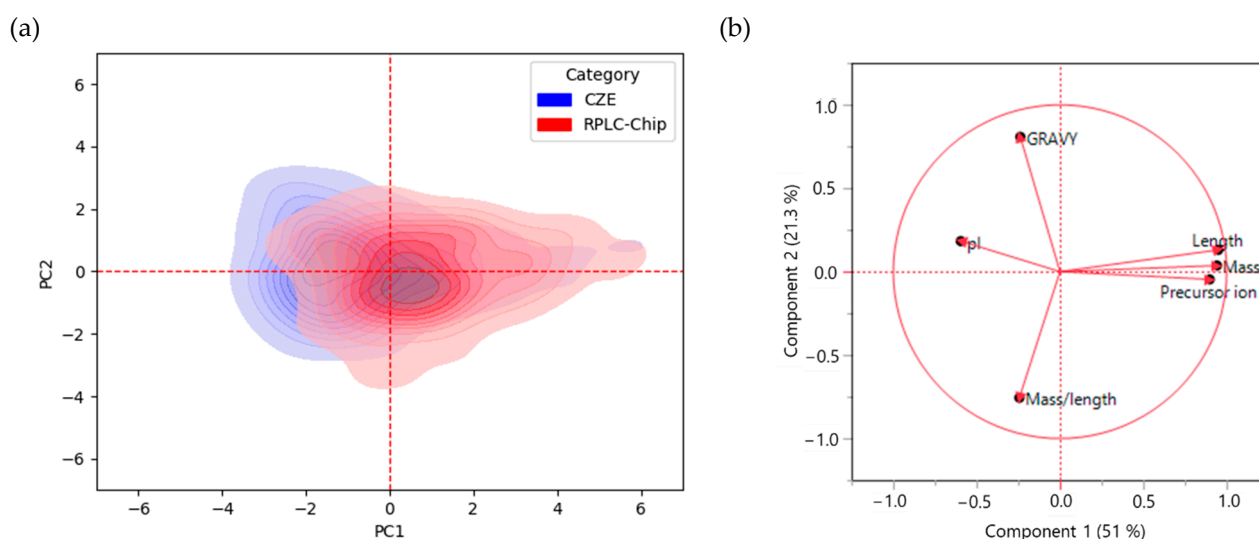 (a)
6
4
2
0
−2
−4
−6
PC2
−6
−4
−2
0
2
4
6
PC1
Category
CZE
RPLC-Chip
(b)
1.0
0.5
0.0
−0.5
−1.0
Component 2 (21.3 %)
GRAVY
pI
Length
Mass
Precursor ion
Mass/length
−1.0
−0.5
0.0
0.5
1.0
Component 1 (51 %)